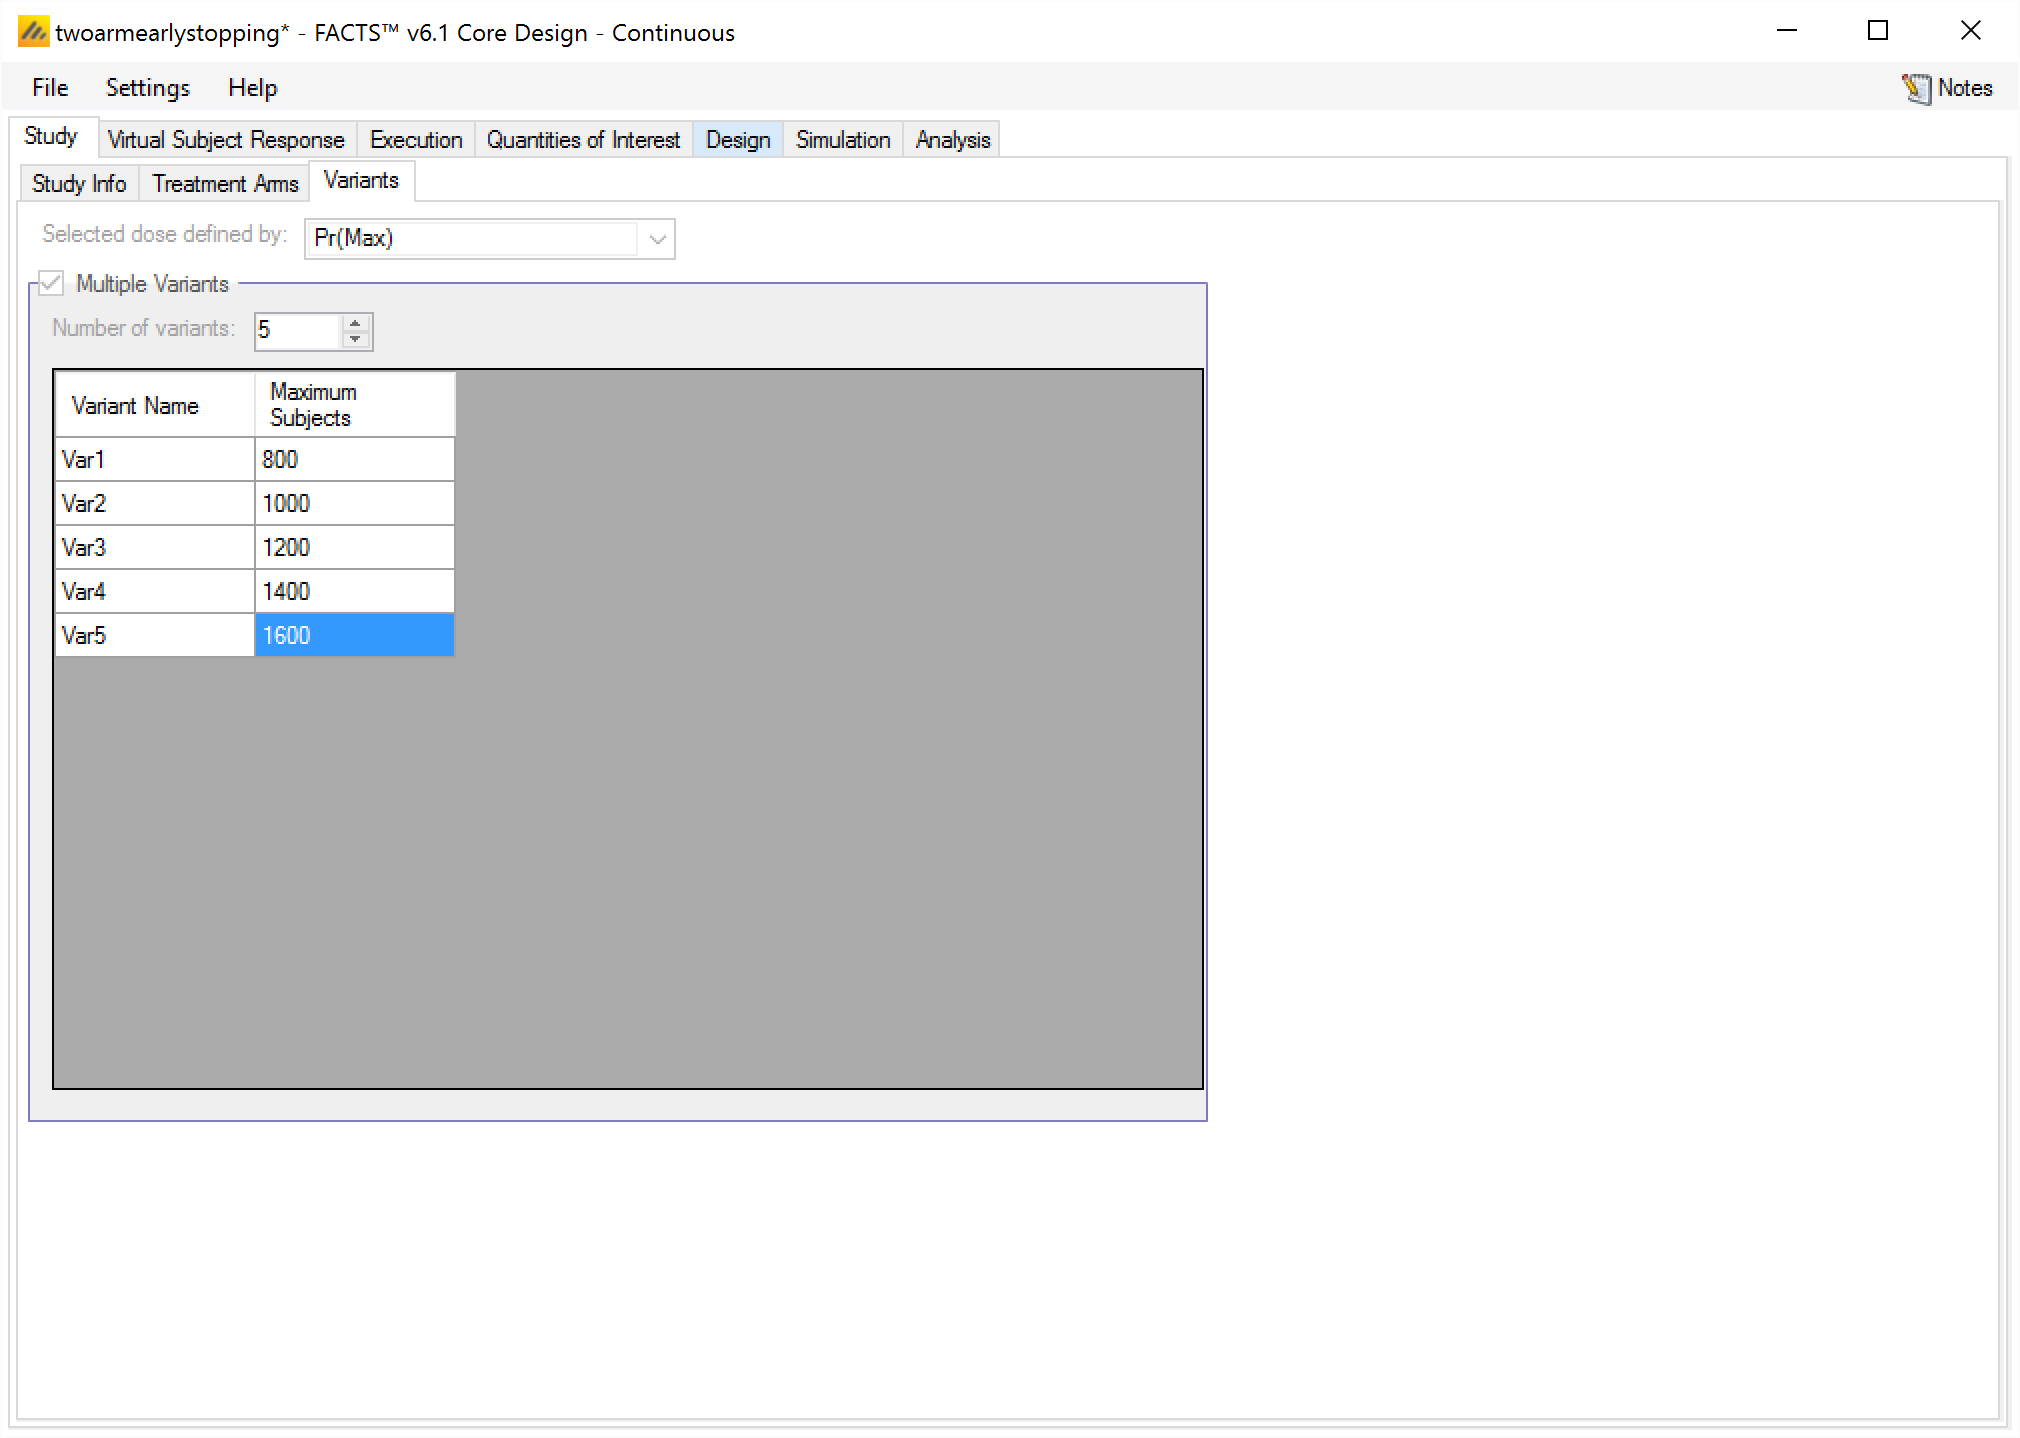 twoarmearlystopping* - FACTS™ v6.1 Core Design - Continuous
File Settings Help Notes
Study Virtual Subject Response Execution Quantities of Interest Design Simulation Analysis
Study Info Treatment Arms Variants
Selected dose defined by: Pr(Max)
Multiple Variants
Number of variants: 5
Variant Name Maximum Subjects
Var1 800
Var2 1000
Var3 1200
Var4 1400
Var5 1600